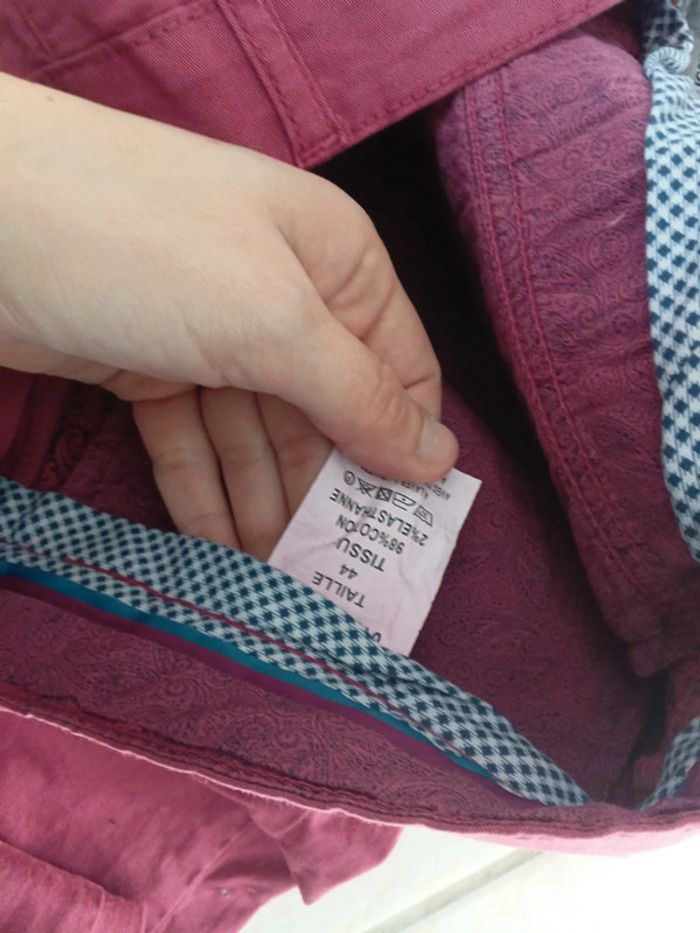 TAILLE
44
TISSU
98%COTON
2%ELASTHANNE